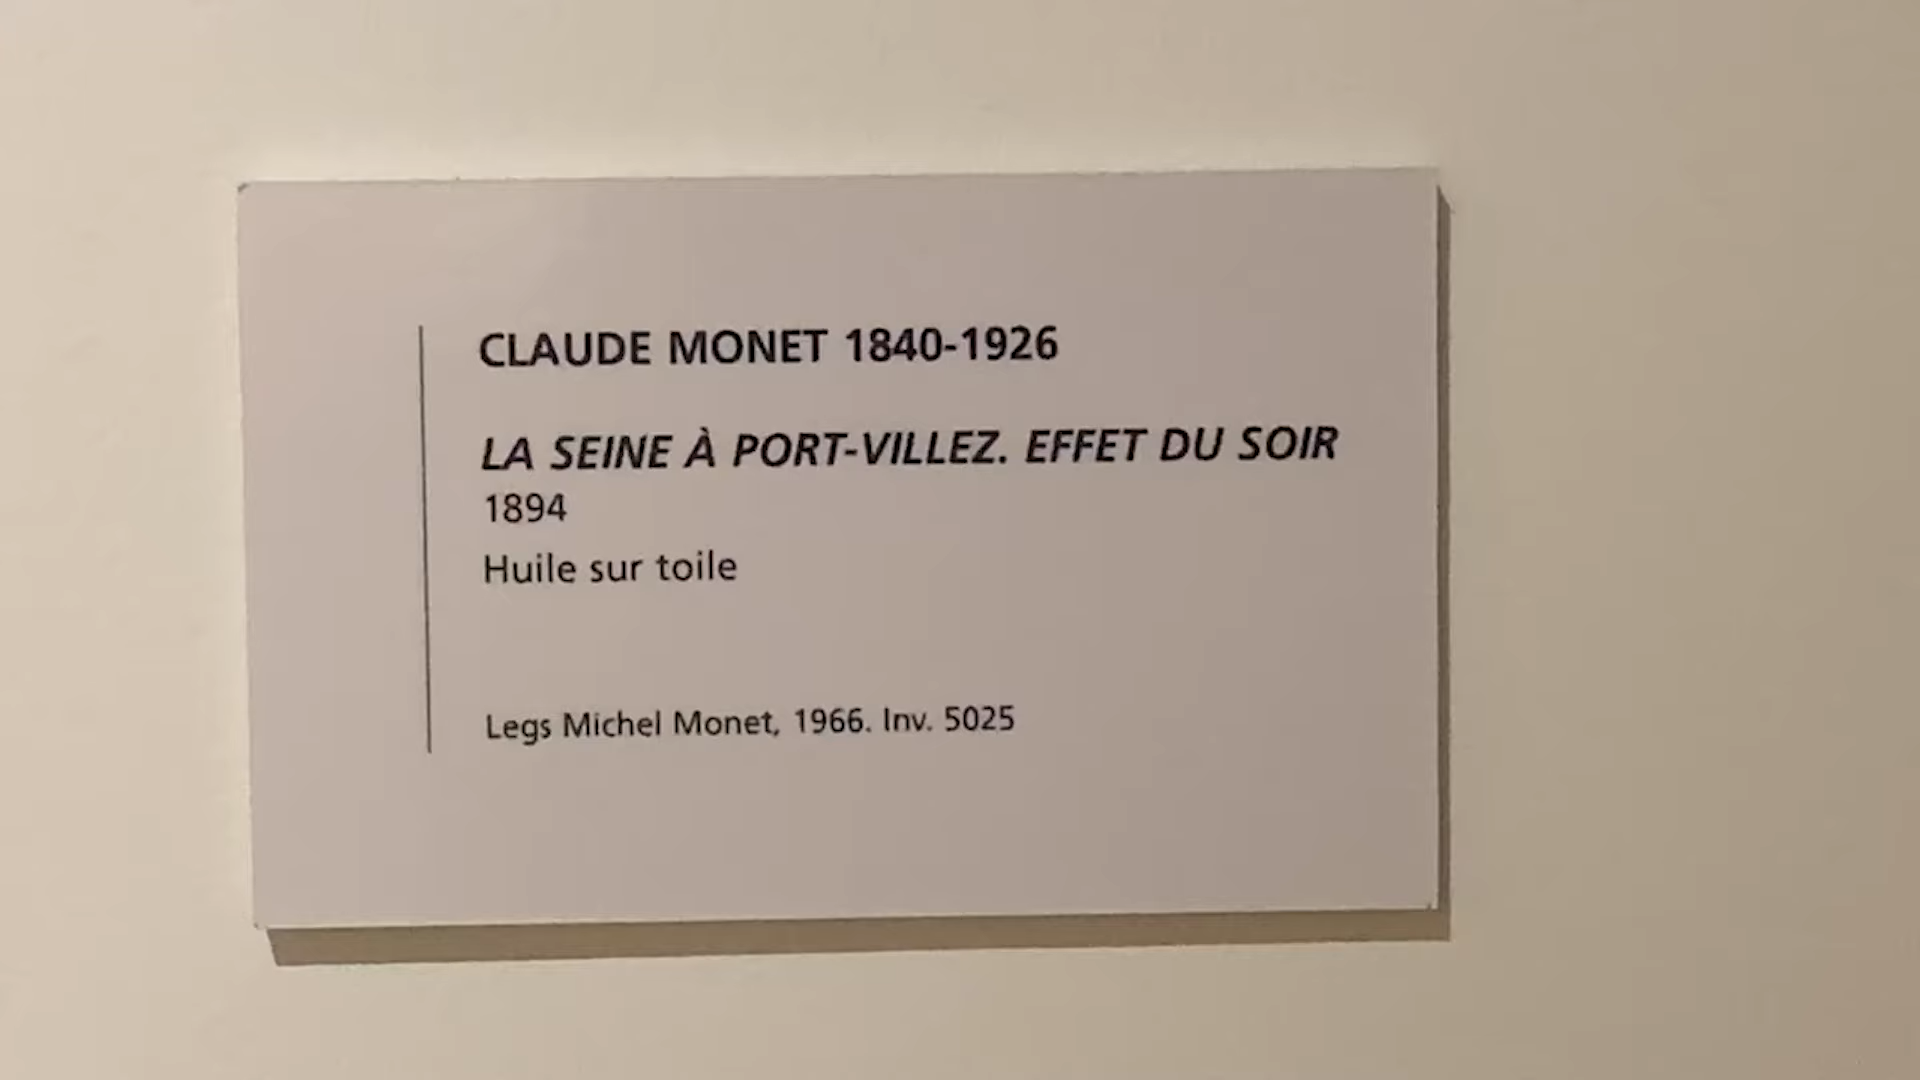 CLAUDE MONET 1840-1926
LA SEINE À PORT-VILLEZ. EFFET DU SOIR
1894
Huile sur toile
Legs Michel Monet, 1966. Inv. 5025